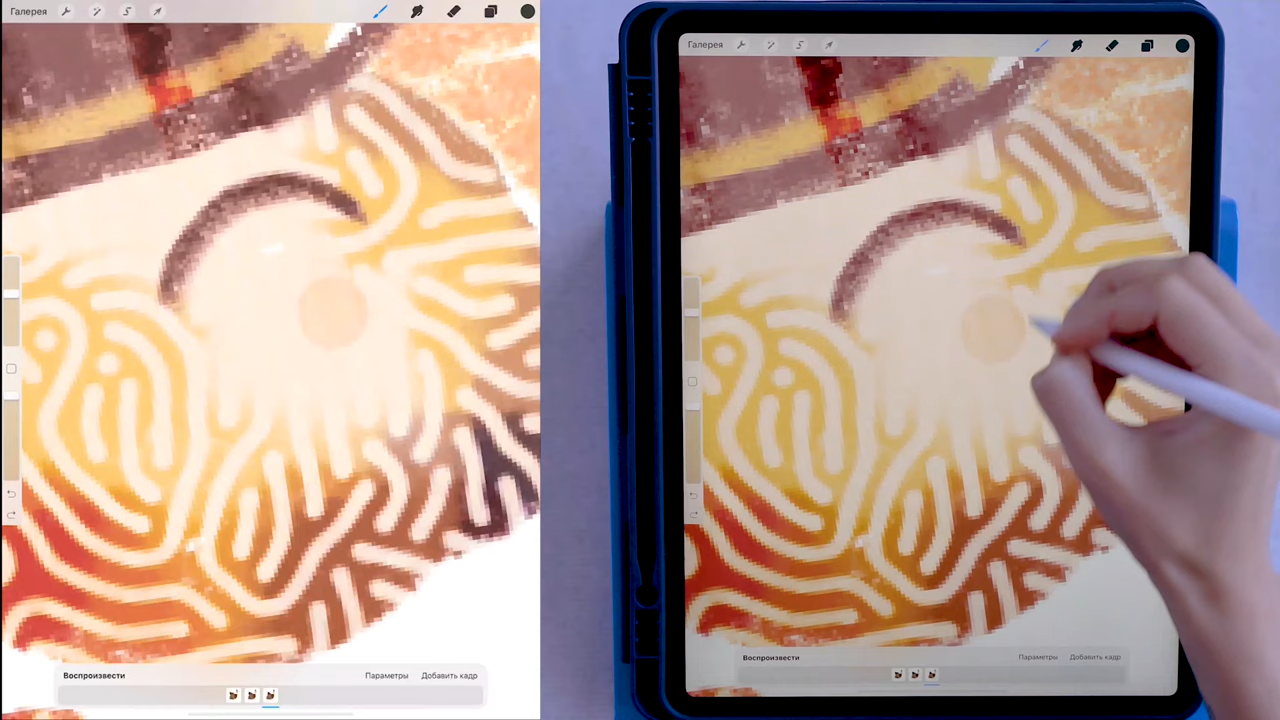 Галерея
Воспроизвести
Параметры
Добавить кадр
Галерея
Воспроизвести
Параметры
Добавить кадр